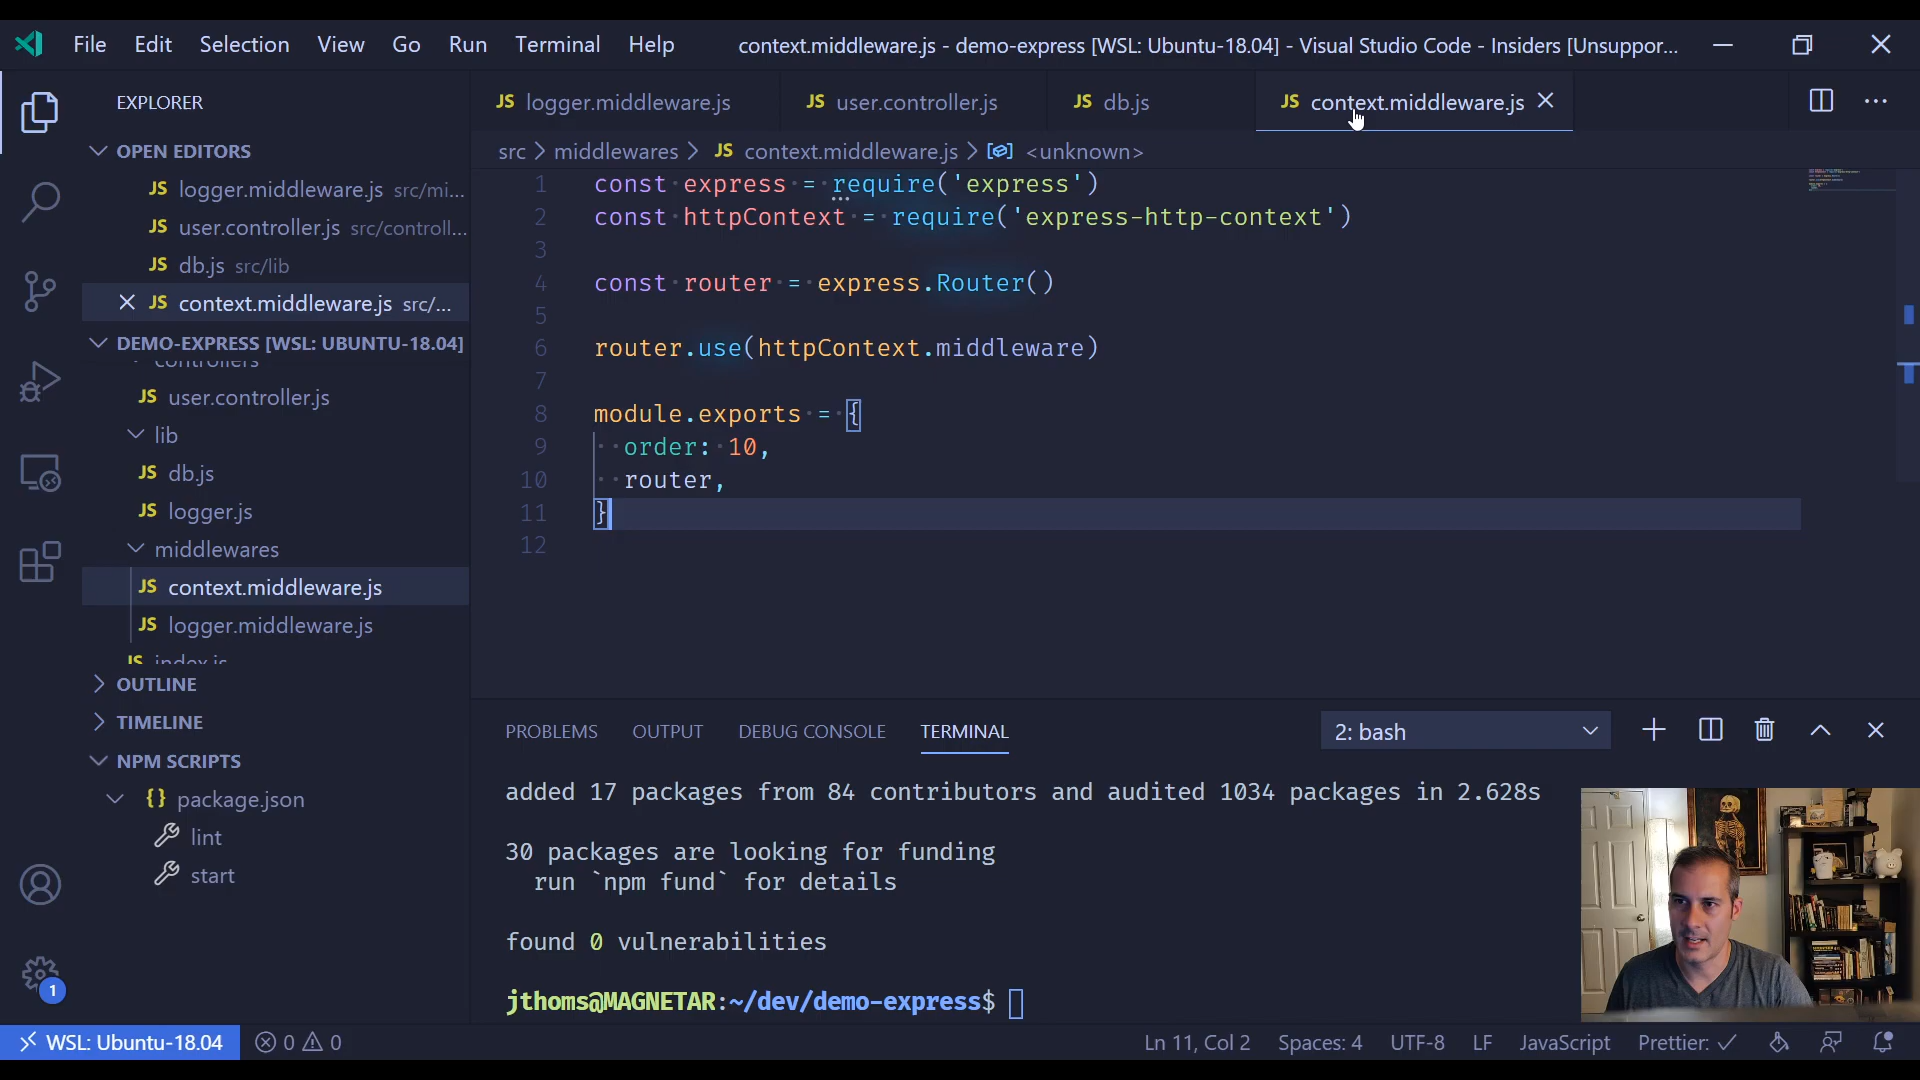 File Edit Selection View Go Run Terminal Help context.middleware.js - demo-express [WSL: Ubuntu-18.04] - Visual Studio Code - Insiders [Unsuppor...
EXPLORER
OPEN EDITORS
JS logger.middleware.js src/mi...
JS user.controller.js src/controll...
JS db.js src/lib
JS context.middleware.js src/...
DEMO-EXPRESS [WSL: UBUNTU-18.04]
controllers
JS user.controller.js
lib
JS db.js
JS logger.js
middlewares
JS context.middleware.js
JS logger.middleware.js
JS index.js
OUTLINE
TIMELINE
NPM SCRIPTS
{} package.json
lint
start
1
JS logger.middleware.js JS user.controller.js JS db.js JS context.middleware.js
src > middlewares > JS context.middleware.js > <unknown>
1 const express = require('express')
2 const httpContext = require('express-http-context')
3
4 const router = express.Router()
5
6 router.use(httpContext.middleware)
7
8 module.exports = {
9 order: 10,
10 router,
11 }
12
PROBLEMS OUTPUT DEBUG CONSOLE TERMINAL 2: bash
added 17 packages from 84 contributors and audited 1034 packages in 2.628s
30 packages are looking for funding
run `npm fund` for details
found 0 vulnerabilities
jthoms@MAGNETAR:~/dev/demo-express$
WSL: Ubuntu-18.04 0 0 Ln 11, Col 2 Spaces: 4 UTF-8 LF JavaScript Prettier: ✓